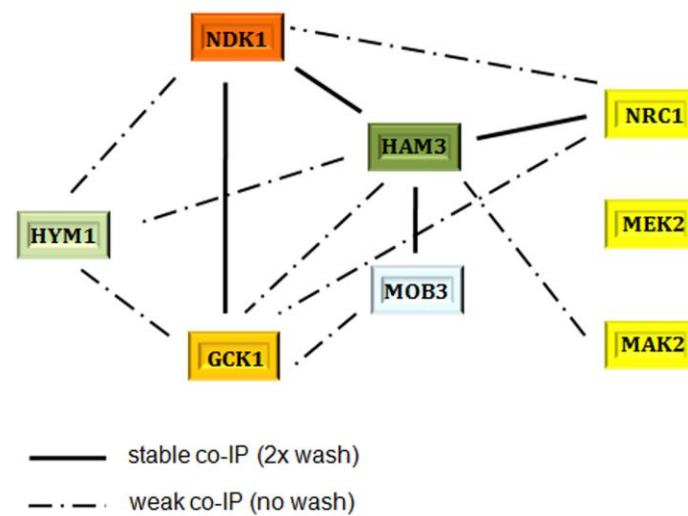 NDK1
NRC1
HAM3
HYM1
MEK2
MOB3
GCK1
MAK2
stable co-IP (2x wash)
weak co-IP (no wash)